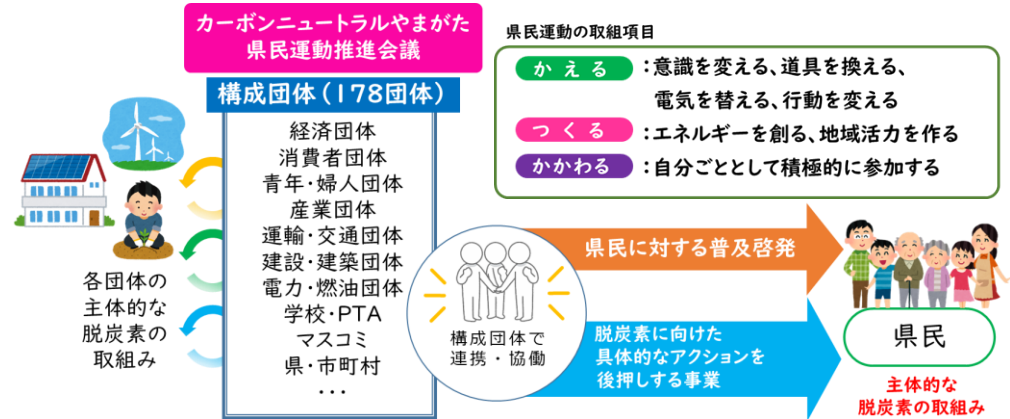 カーボンニュートラルやまがた
県民運動推進会議
構成団体（178団体）
経済団体
消費者団体
青年・婦人団体
産業団体
運輸・交通団体
建設・建築団体
電力・燃油団体
学校・PTA
マスコミ
県・市町村
・・・
各団体の
主体的な
脱炭素の
取組み
県民運動の取組項目
かえる：意識を変える、道具を換える、
電気を替える、行動を変える
つくる：エネルギーを創る、地域活力を作る
かかわる：自分ごととして積極的に参加する
構成団体で
連携・協働
県民に対する普及啓発
脱炭素に向けた
具体的なアクションを
後押しする事業
県民
主体的な
脱炭素の取組み